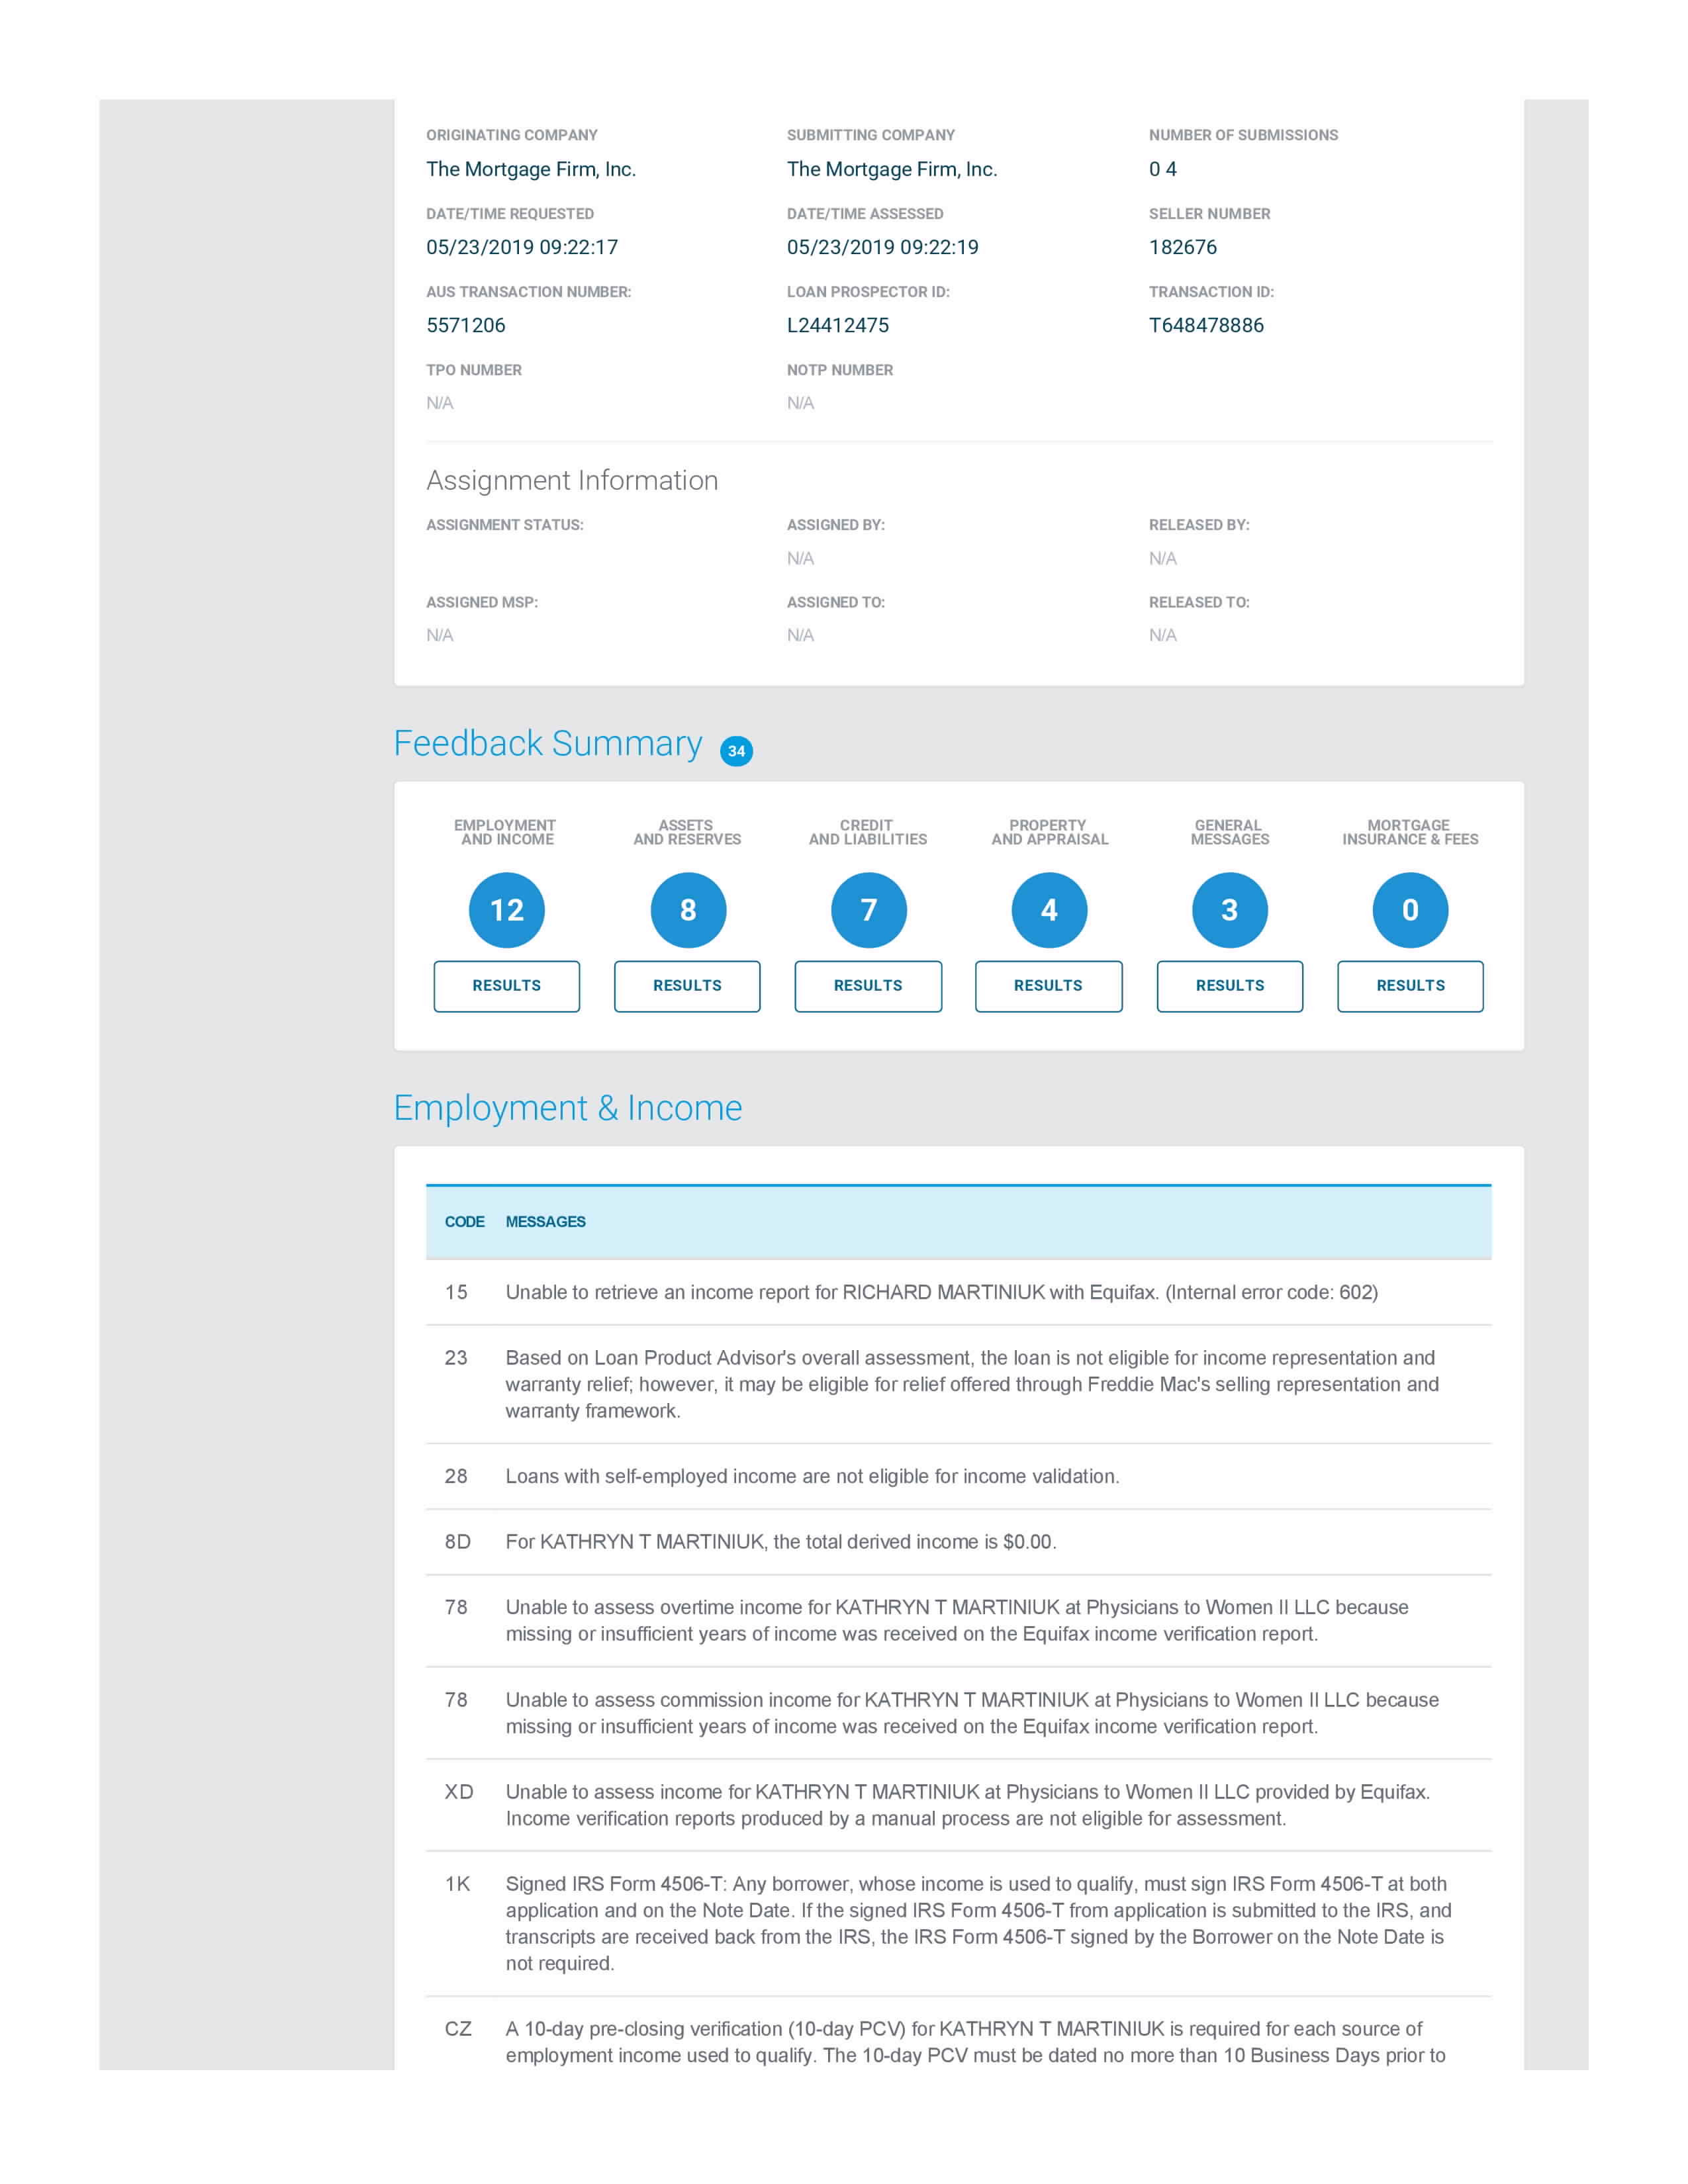 ORIGINATING COMPANY SUBMITTING COMPANY NUMBER OF SUBMISSIONS
The Mortgage Firm, Inc. The Mortgage Firm, Inc. 0 4
DATE/TIME REQUESTED DATE/TIME ASSESSED SELLER NUMBER
05/23/2019 09:22:17 05/23/2019 09:22:19 182676
AUS TRANSACTION NUMBER: LOAN PROSPECTOR ID: TRANSACTION ID:
5571206 L24412475 T648478886
TPO NUMBER NOTP NUMBER
N/A N/A
Assignment Information
ASSIGNMENT STATUS: ASSIGNED BY: RELEASED BY:
N/A N/A
ASSIGNED MSP: ASSIGNED TO: RELEASED TO:
N/A N/A N/A
Feedback Summary 34
EMPLOYMENT ASSETS CREDIT PROPERTY GENERAL MORTGAGE
AND INCOME AND RESERVES AND LIABILITIES AND APPRAISAL MESSAGES INSURANCE & FEES
12 8 7 4 3 0
RESULTS RESULTS RESULTS RESULTS RESULTS RESULTS
Employment & Income
CODE MESSAGES
15 Unable to retrieve an income report for RICHARD MARTINIUK with Equifax. (Internal error code: 602)
23 Based on Loan Product Advisor's overall assessment, the loan is not eligible for income representation and
warranty relief; however, it may be eligible for relief offered through Freddie Mac's selling representation and
warranty framework.
28 Loans with self-employed income are not eligible for income validation.
8D For KATHRYN T MARTINIUK, the total derived income is $0.00.
78 Unable to assess overtime income for KATHRYN T MARTINIUK at Physicians to Women II LLC because
missing or insufficient years of income was received on the Equifax income verification report.
78 Unable to assess commission income for KATHRYN T MARTINIUK at Physicians to Women II LLC because
missing or insufficient years of income was received on the Equifax income verification report.
XD Unable to assess income for KATHRYN T MARTINIUK at Physicians to Women II LLC provided by Equifax.
Income verification reports produced by a manual process are not eligible for assessment.
1K Signed IRS Form 4506-T: Any borrower, whose income is used to qualify, must sign IRS Form 4506-T at both
application and on the Note Date. If the signed IRS Form 4506-T from application is submitted to the IRS, and
transcripts are received back from the IRS, the IRS Form 4506-T signed by the Borrower on the Note Date is
not required.
CZ A 10-day pre-closing verification (10-day PCV) for KATHRYN T MARTINIUK is required for each source of
employment income used to qualify. The 10-day PCV must be dated no more than 10 Business Days prior to